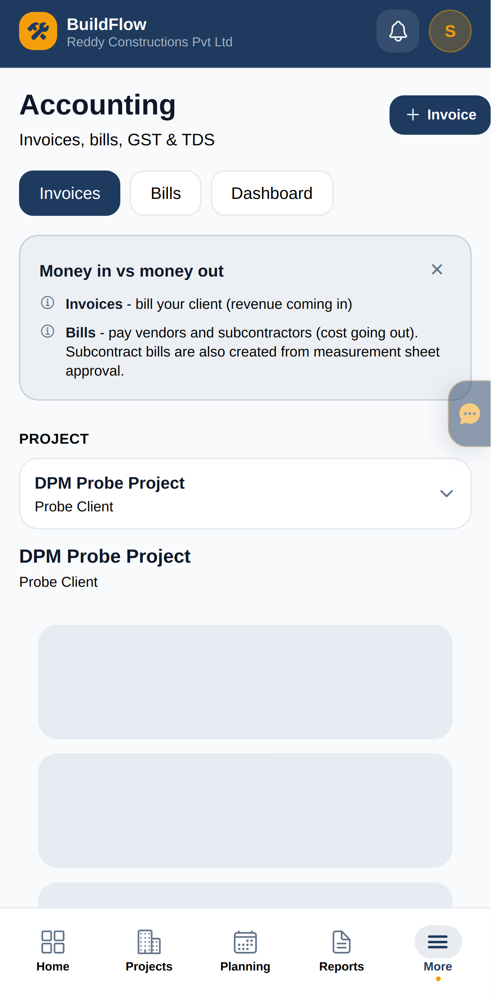 BuildFlow
Reddy Constructions Pvt Ltd
S
Accounting
Invoice
Invoices, bills, GST & TDS
Invoices
Bills
Dashboard
Money in vs money out
Invoices - bill your client (revenue coming in)
Bills - pay vendors and subcontractors (cost going out).
Subcontract bills are also created from measurement sheet
approval.
PROJECT
DPM Probe Project
Probe Client
DPM Probe Project
Probe Client
Home
Projects
Planning
Reports
More